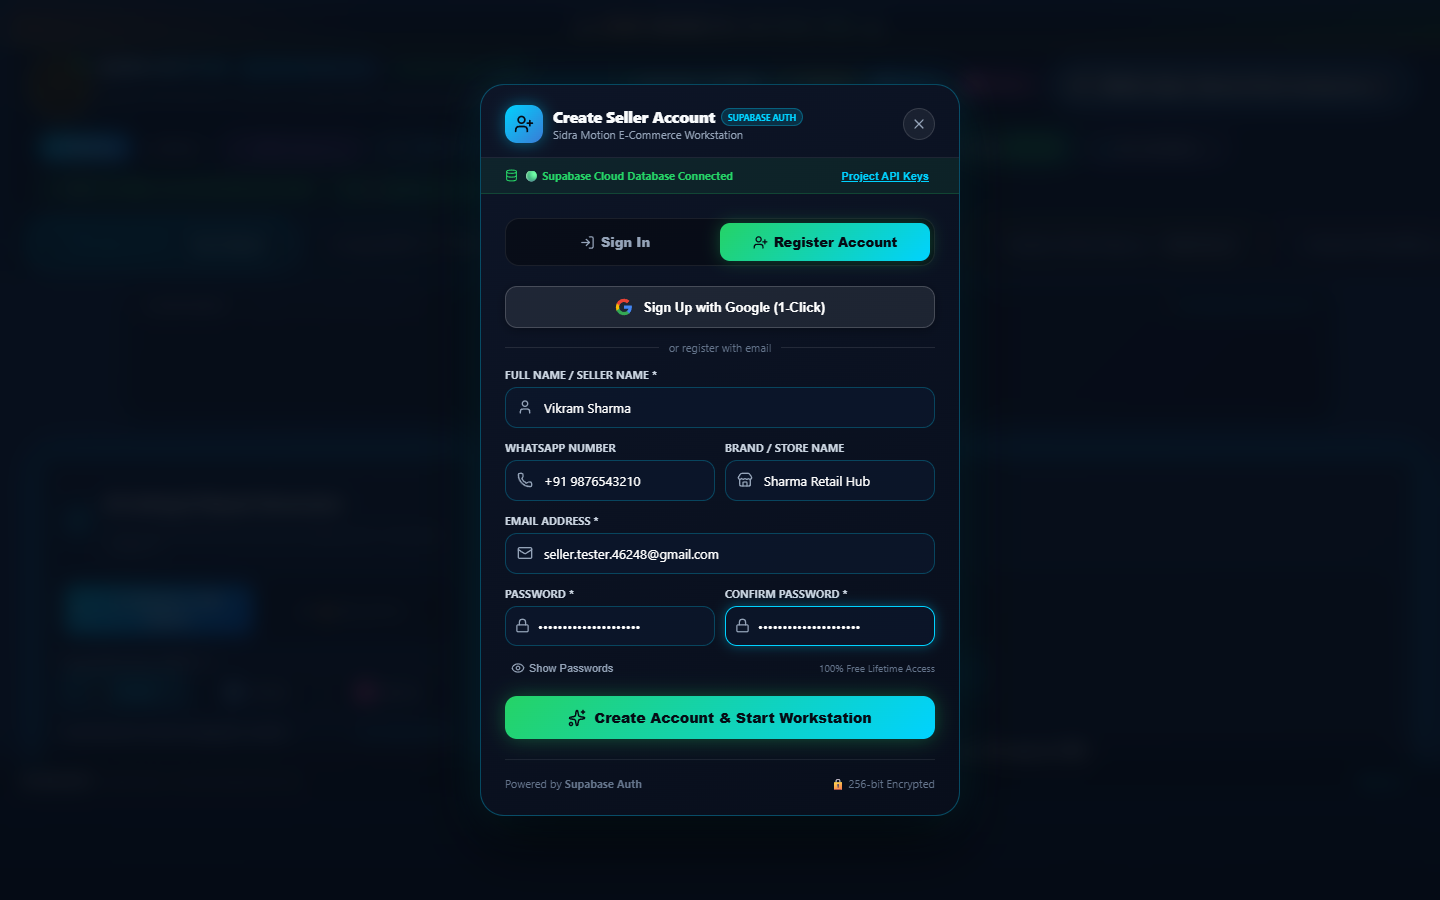 Create Seller Account SUPABASE AUTH
Sidra Motion E-Commerce Workstation
Supabase Cloud Database Connected Project API Keys
Sign In Register Account
Sign Up with Google (1-Click)
or register with email
FULL NAME / SELLER NAME *
Vikram Sharma
WHATSAPP NUMBER BRAND / STORE NAME
+91 9876543210 Sharma Retail Hub
EMAIL ADDRESS *
seller.tester.46248@gmail.com
PASSWORD * CONFIRM PASSWORD *
Show Passwords 100% Free Lifetime Access
Create Account & Start Workstation
Powered by Supabase Auth 256-bit Encrypted